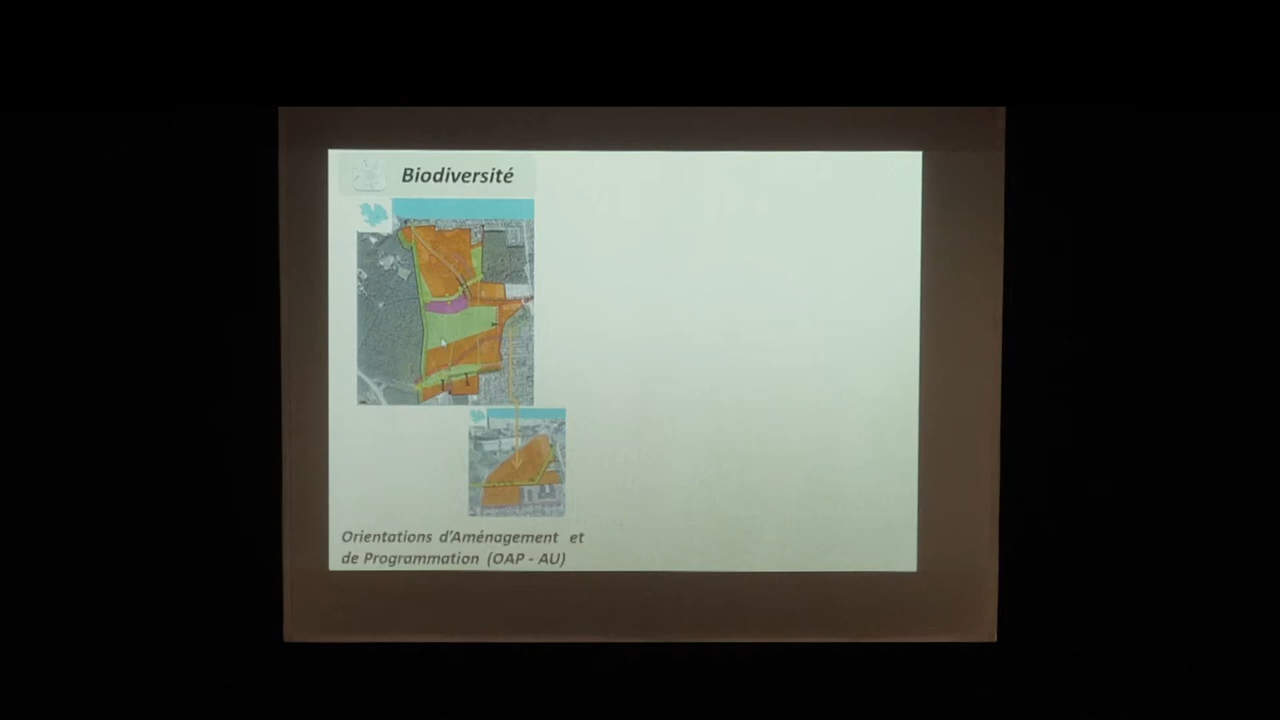 Biodiversité
Orientations d'Aménagement et
de Programmation (OAP - AU)